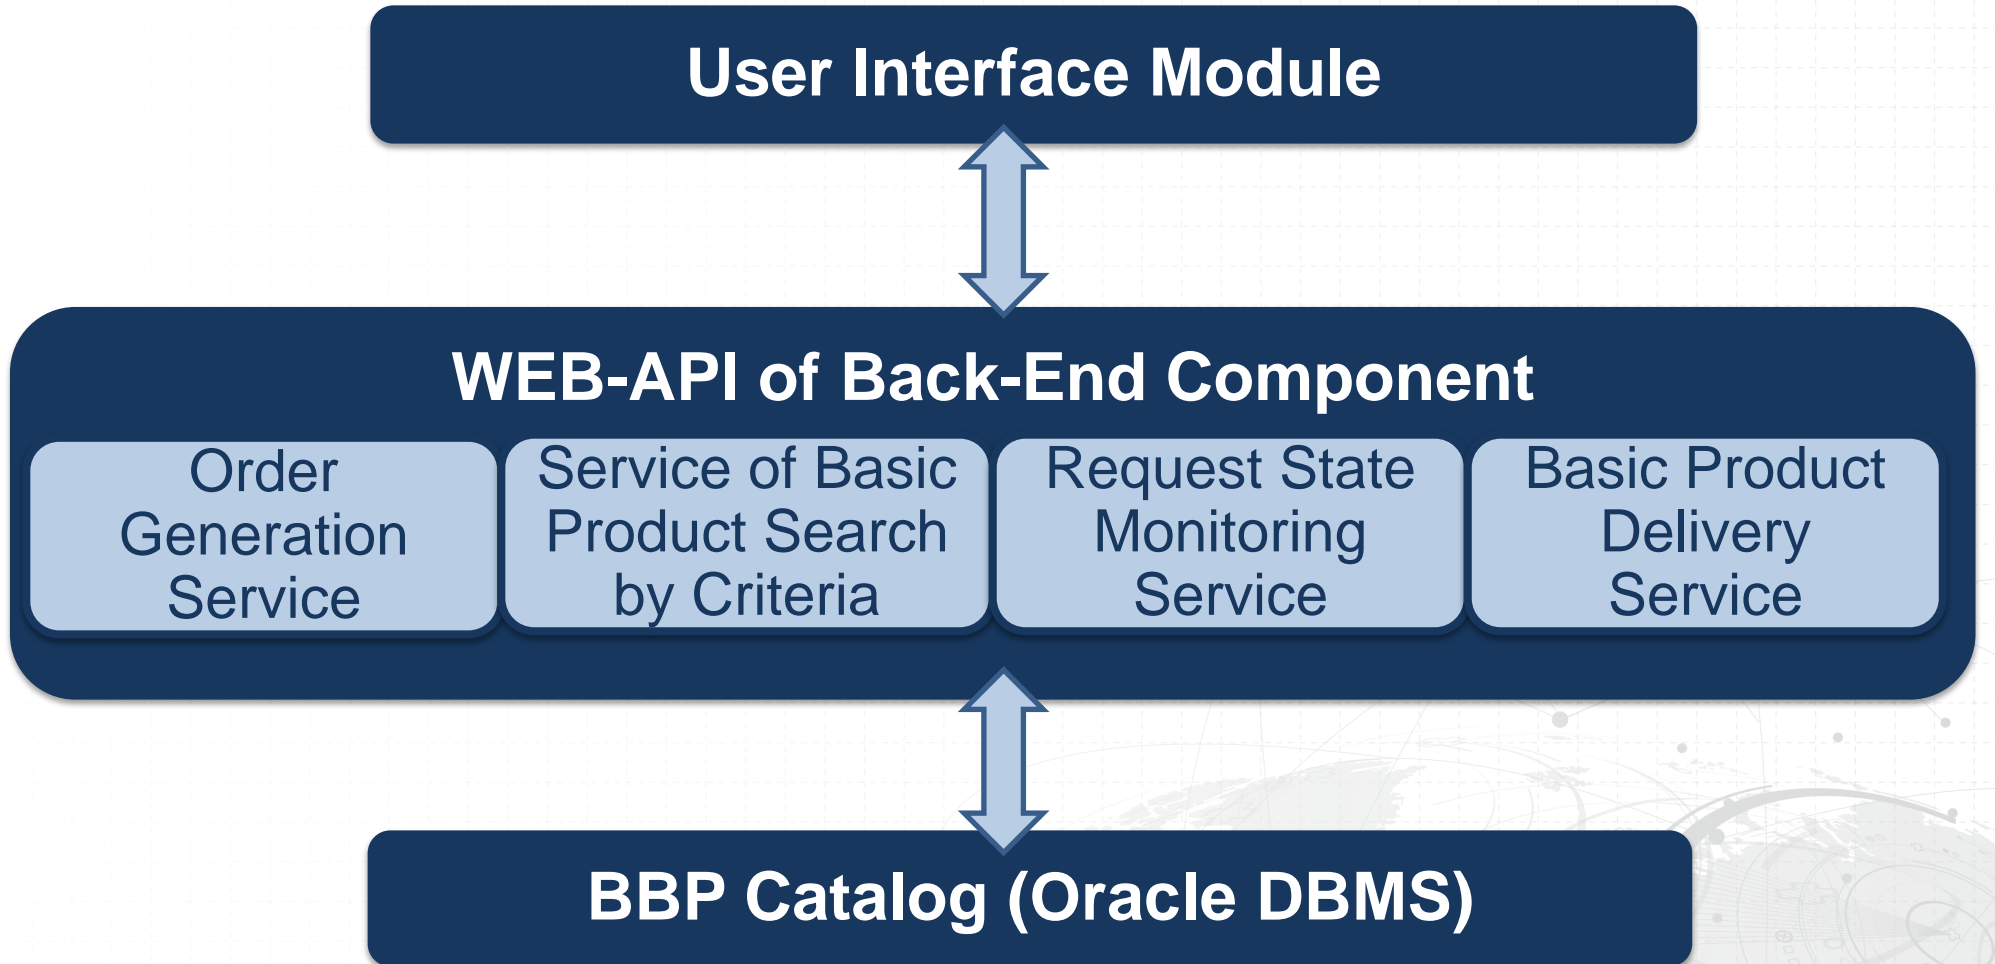 User Interface Module
WEB-API of Back-End Component
Order
Generation
Service
Service of Basic
Product Search
by Criteria
Request State
Monitoring
Service
Basic Product
Delivery
Service
BBP Catalog (Oracle DBMS)